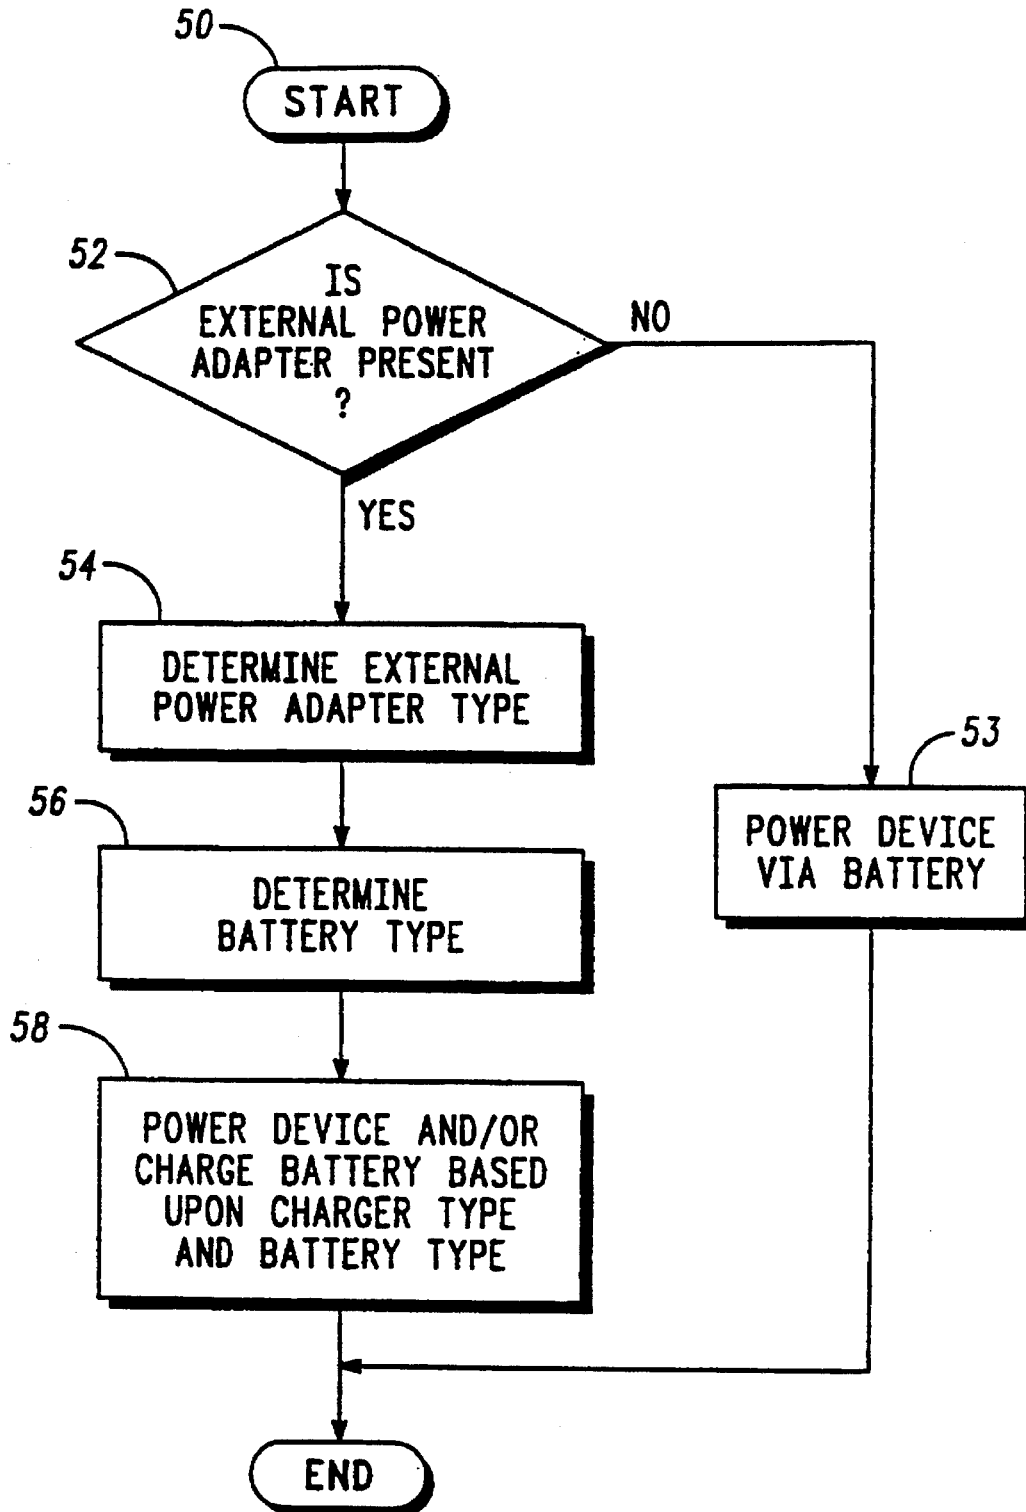 50
START
52
IS
EXTERNAL POWER
ADAPTER PRESENT
?
NO
YES
54
DETERMINE EXTERNAL
POWER ADAPTER TYPE
53
POWER DEVICE
VIA BATTERY
56
DETERMINE
BATTERY TYPE
58
POWER DEVICE AND/OR
CHARGE BATTERY BASED
UPON CHARGER TYPE
AND BATTERY TYPE
END